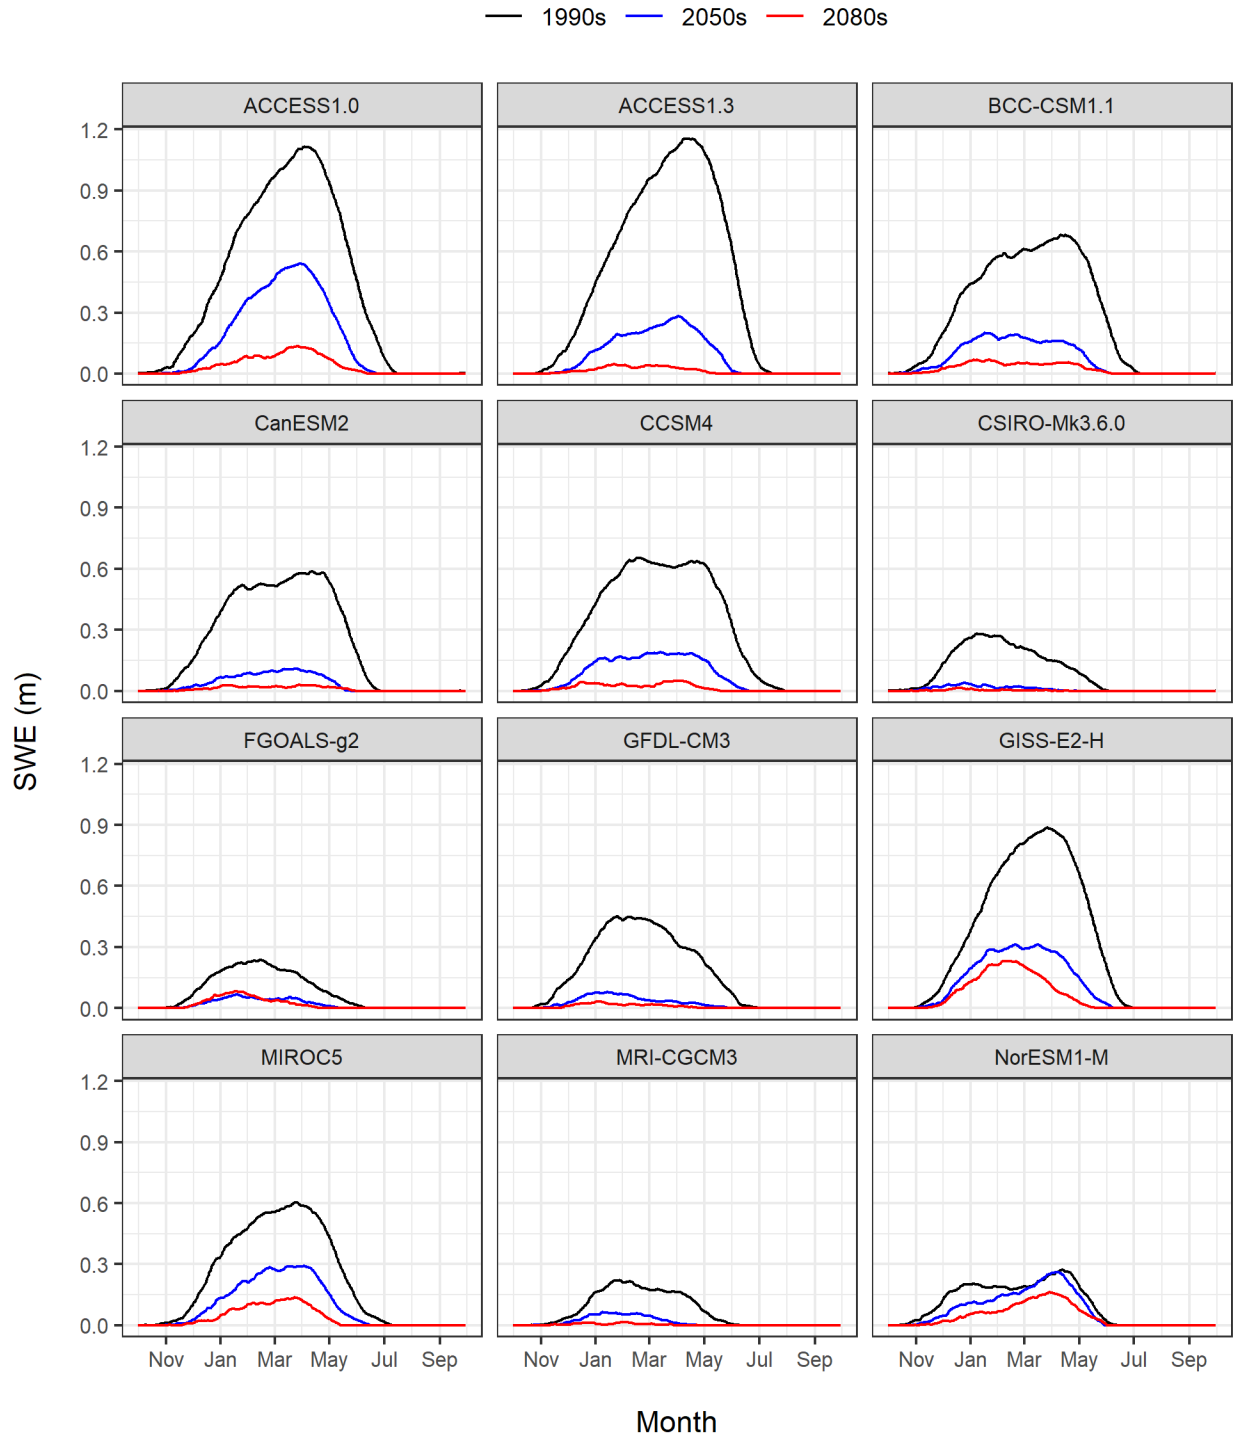 1990s 2050s 2080s
ACCESS1.0 ACCESS1.3 BCC-CSM1.1
1.2
0.9
0.6
0.3
0.0
CanESM2 CCSM4 CSIRO-Mk3.6.0
1.2
0.9
0.6
0.3
0.0
SWE (m)
FGOALS-g2 GFDL-CM3 GISS-E2-H
1.2
0.9
0.6
0.3
0.0
MIROC5 MRI-CGCM3 NorESM1-M
1.2
0.9
0.6
0.3
0.0
Nov Jan Mar May Jul Sep Nov Jan Mar May Jul Sep Nov Jan Mar May Jul Sep
Month